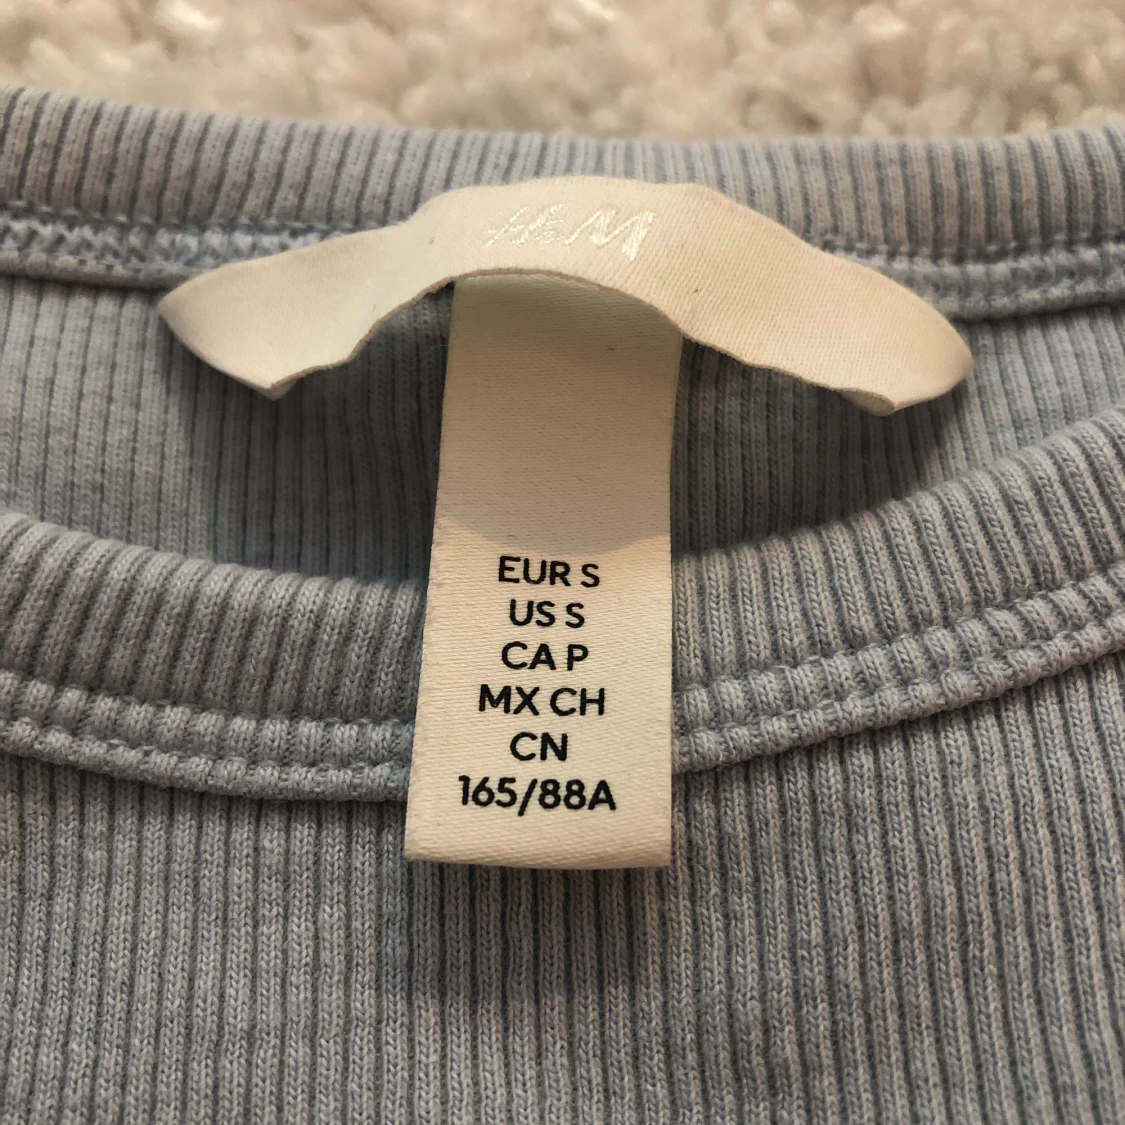 H&M
EUR S
US S
CA P
MX CH
CN
165/88A